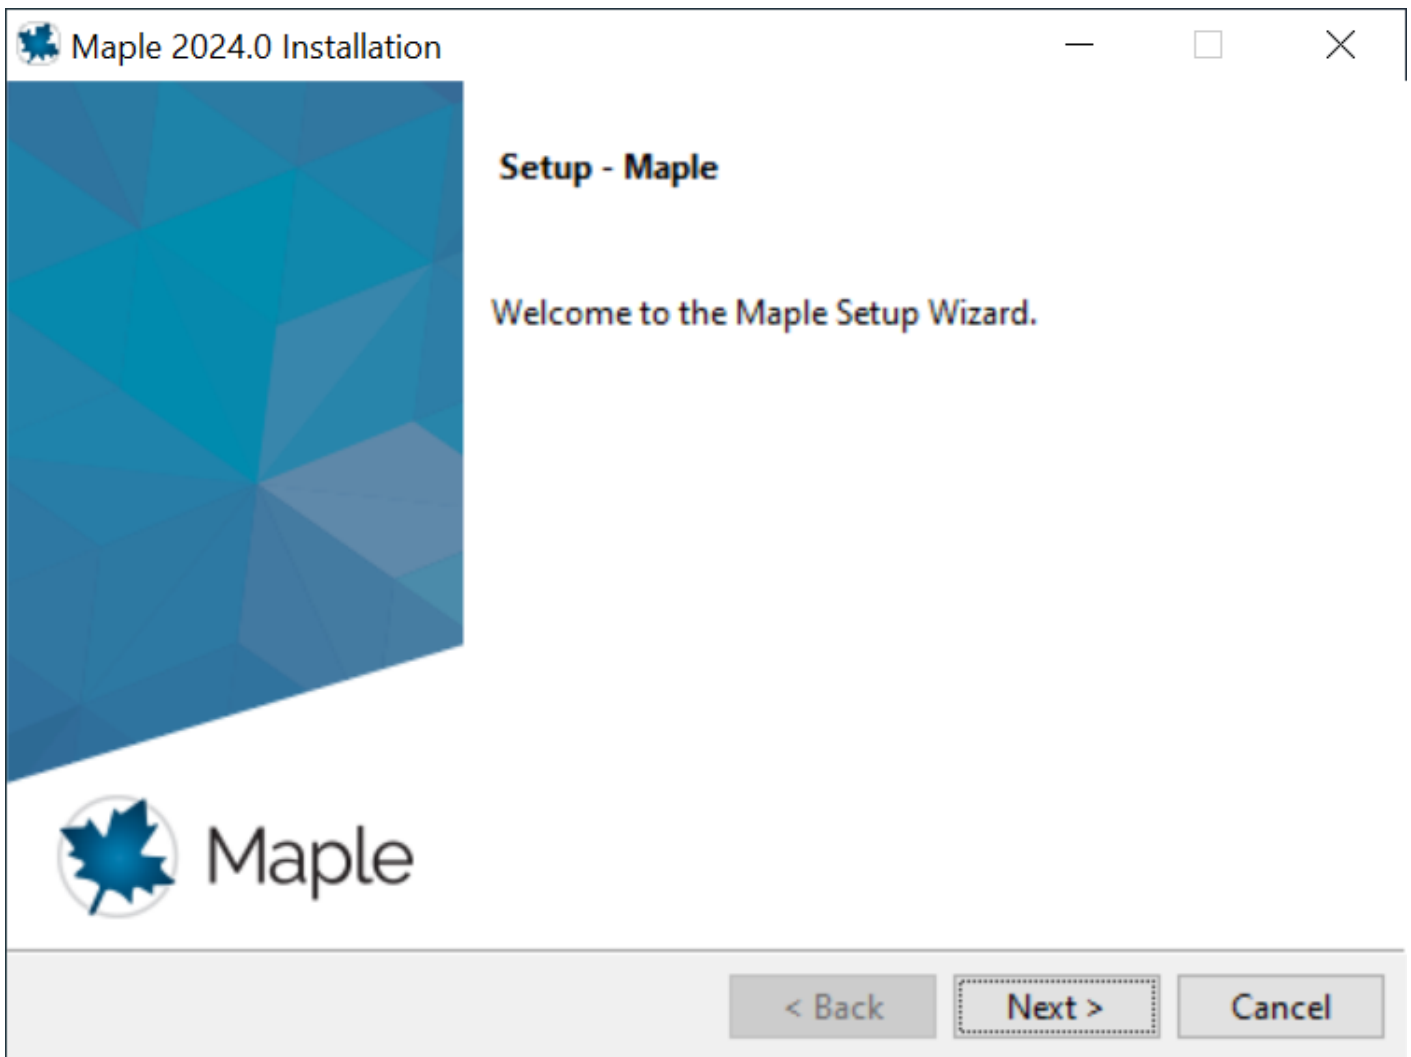 Maple 2024.0 Installation
Setup - Maple
Welcome to the Maple Setup Wizard.
Maple
< Back
Next >
Cancel